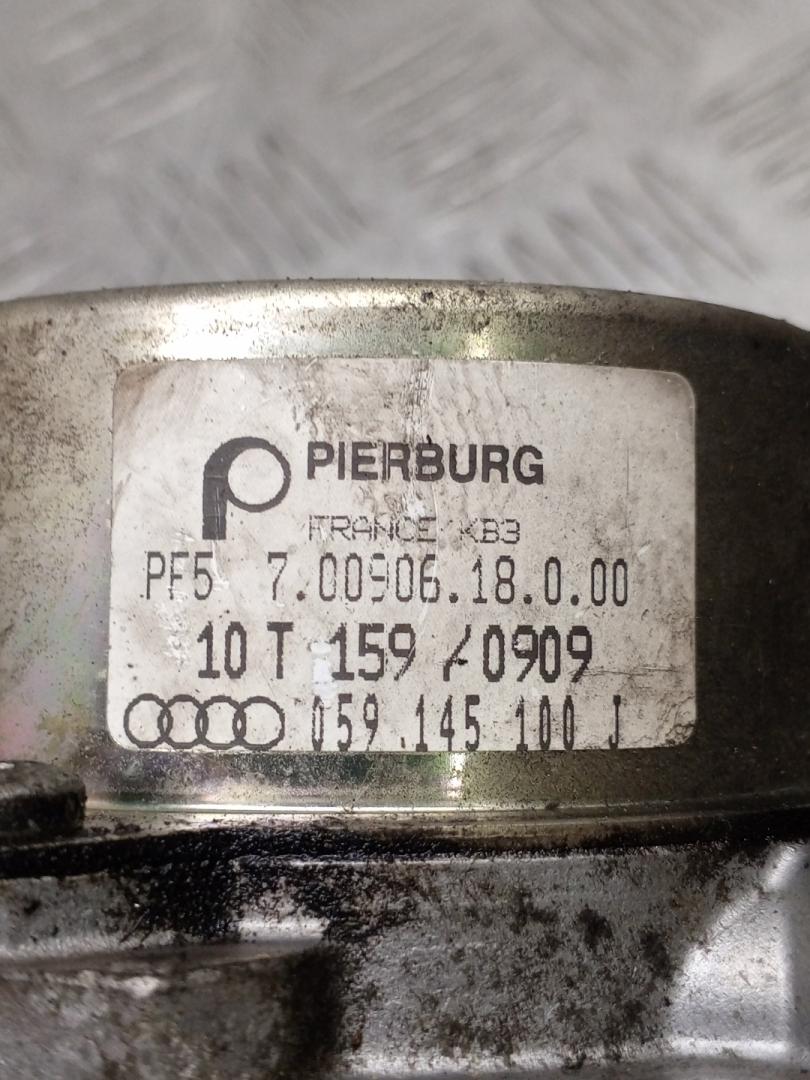 PIERBURG
FRANCE KB3
PF5 7.00906.18.0.00
10 T 159 /0909
059.145 100 J